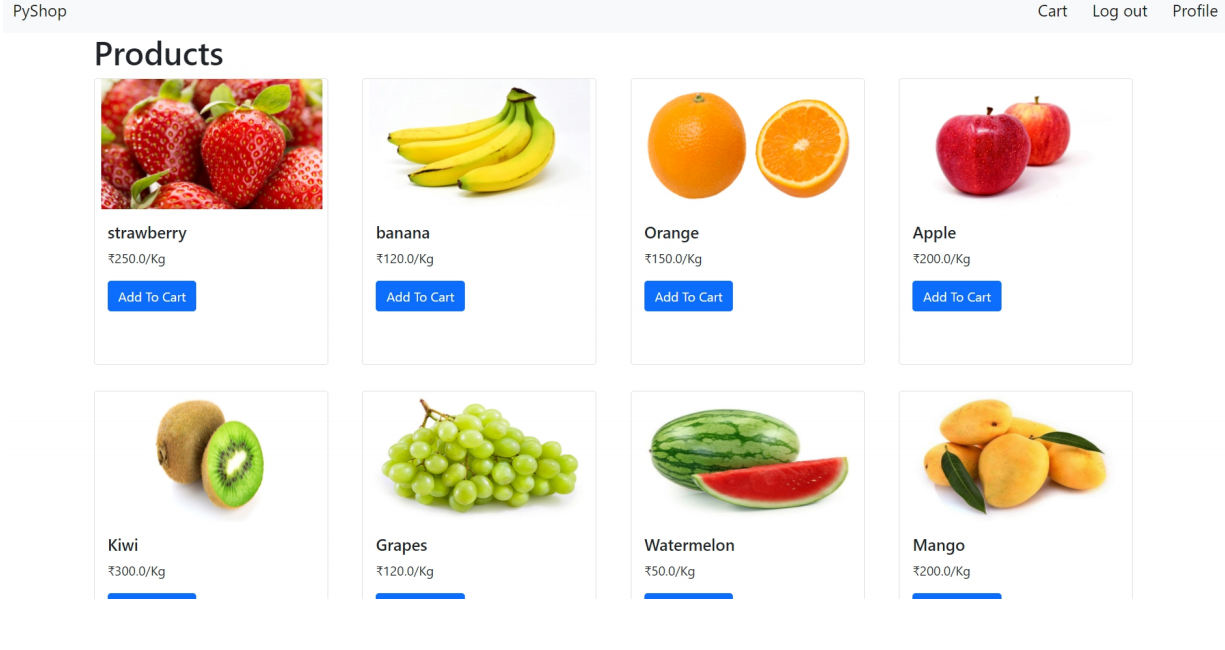 PyShop Cart Log out Profile
Products
strawberry
₹250.0/Kg
Add To Cart
banana
₹120.0/Kg
Add To Cart
Orange
₹150.0/Kg
Add To Cart
Apple
₹200.0/Kg
Add To Cart
Kiwi
₹300.0/Kg
Grapes
₹120.0/Kg
Watermelon
₹50.0/Kg
Mango
₹200.0/Kg